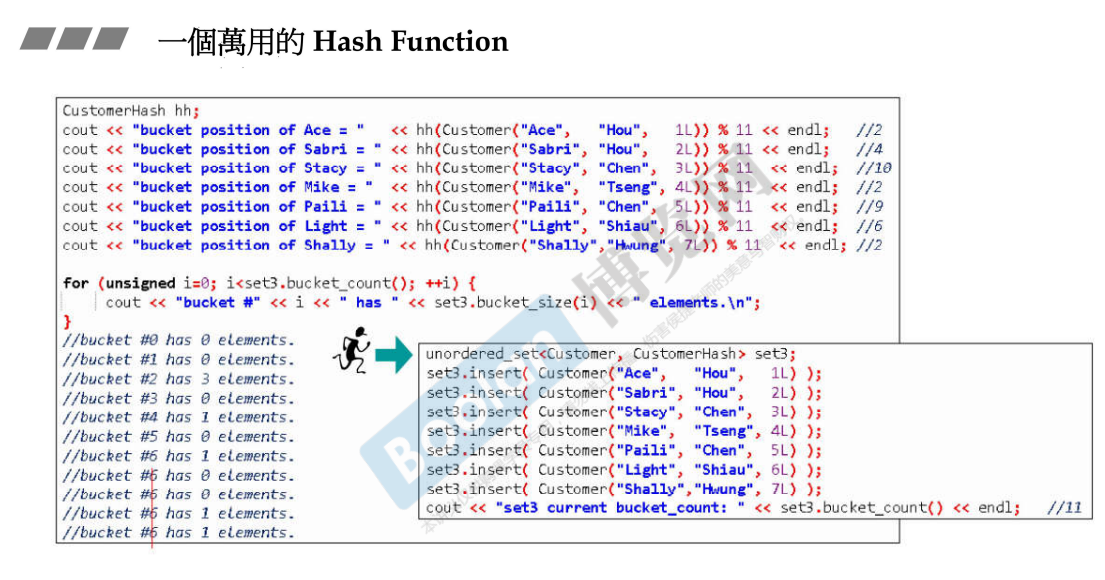 一個萬用的 Hash Function
CustomerHash hh;
cout << "bucket position of Ace = " << hh(Customer("Ace", "Hou", 1L)) % 11 << endl; //2
cout << "bucket position of Sabri = " << hh(Customer("Sabri", "Hou", 2L)) % 11 << endl; //4
cout << "bucket position of Stacy = " << hh(Customer("Stacy", "Chen", 3L)) % 11 << endl; //10
cout << "bucket position of Mike = " << hh(Customer("Mike", "Tseng", 4L)) % 11 << endl; //2
cout << "bucket position of Paili = " << hh(Customer("Paili", "Chen", 5L)) % 11 << endl; //9
cout << "bucket position of Light = " << hh(Customer("Light", "Shiau", 6L)) % 11 << endl; //6
cout << "bucket position of Shally = " << hh(Customer("Shally","Hwung", 7L)) % 11 << endl; //2
for (unsigned i=0; i<set3.bucket_count(); ++i) {
cout << "bucket #" << i << " has " << set3.bucket_size(i) << " elements.\n";
}
//bucket #0 has 0 elements.
//bucket #1 has 0 elements.
//bucket #2 has 3 elements.
//bucket #3 has 0 elements.
//bucket #4 has 1 elements.
//bucket #5 has 0 elements.
//bucket #6 has 1 elements.
//bucket #6 has 0 elements.
//bucket #6 has 0 elements.
//bucket #6 has 1 elements.
//bucket #6 has 1 elements.
unordered_set<Customer, CustomerHash> set3;
set3.insert( Customer("Ace", "Hou", 1L) );
set3.insert( Customer("Sabri", "Hou", 2L) );
set3.insert( Customer("Stacy", "Chen", 3L) );
set3.insert( Customer("Mike", "Tseng", 4L) );
set3.insert( Customer("Paili", "Chen", 5L) );
set3.insert( Customer("Light", "Shiau", 6L) );
set3.insert( Customer("Shally","Hwung", 7L) );
cout << "set3 current bucket_count: " << set3.bucket_count() << endl; //11
Boolan 博览网